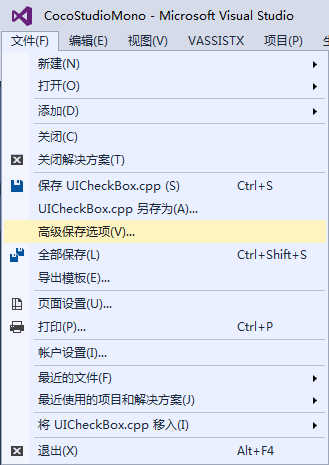 CocoStudioMono - Microsoft Visual Studio
文件(F) 编辑(E) 视图(V) VASSISTX 项目(P)
新建(N)
打开(O)
添加(D)
关闭(C)
关闭解决方案(T)
保存 UICheckBox.cpp (S) Ctrl+S
UICheckBox.cpp 另存为(A)...
高级保存选项(V)...
全部保存(L) Ctrl+Shift+S
导出模板(E)...
页面设置(U)...
打印(P)... Ctrl+P
帐户设置(I)...
最近的文件(F)
最近使用的项目和解决方案(J)
将 UICheckBox.cpp 移入(I)
退出(X) Alt+F4